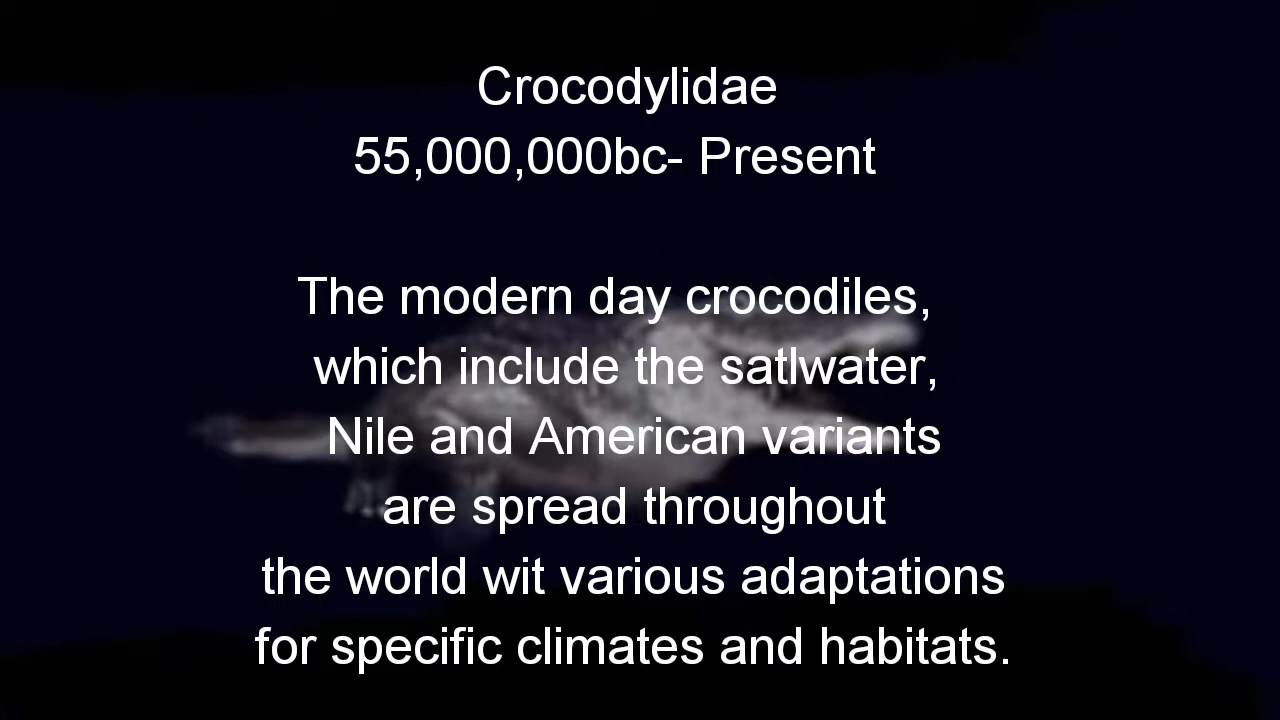 Crocodylidae
55,000,000bc- Present
The modern day crocodiles,
which include the satlwater,
Nile and American variants
are spread throughout
the world wit various adaptations
for specific climates and habitats.